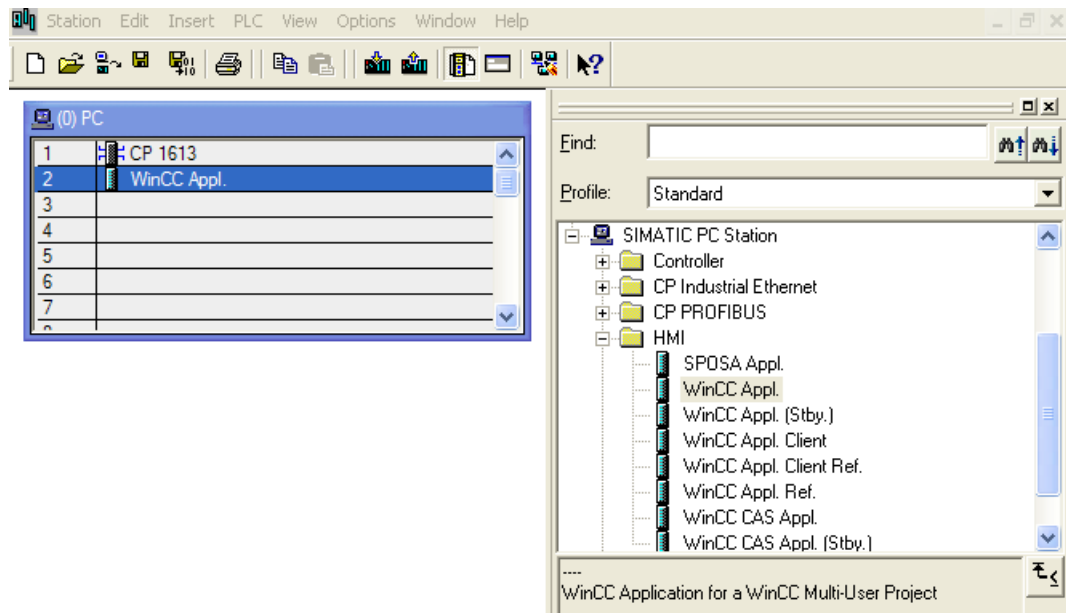 Station Edit Insert PLC View Options Window Help
(0) PC
1 CP 1613
2 WinCC Appl.
3
4
5
6
7
Find:
Profile: Standard
SIMATIC PC Station
Controller
CP Industrial Ethernet
CP PROFIBUS
HMI
SPOSA Appl.
WinCC Appl.
WinCC Appl. (Stby.)
WinCC Appl. Client
WinCC Appl. Client Ref.
WinCC Appl. Ref.
WinCC CAS Appl.
WinCC CAS Appl. (Stby.)
----
WinCC Application for a WinCC Multi-User Project